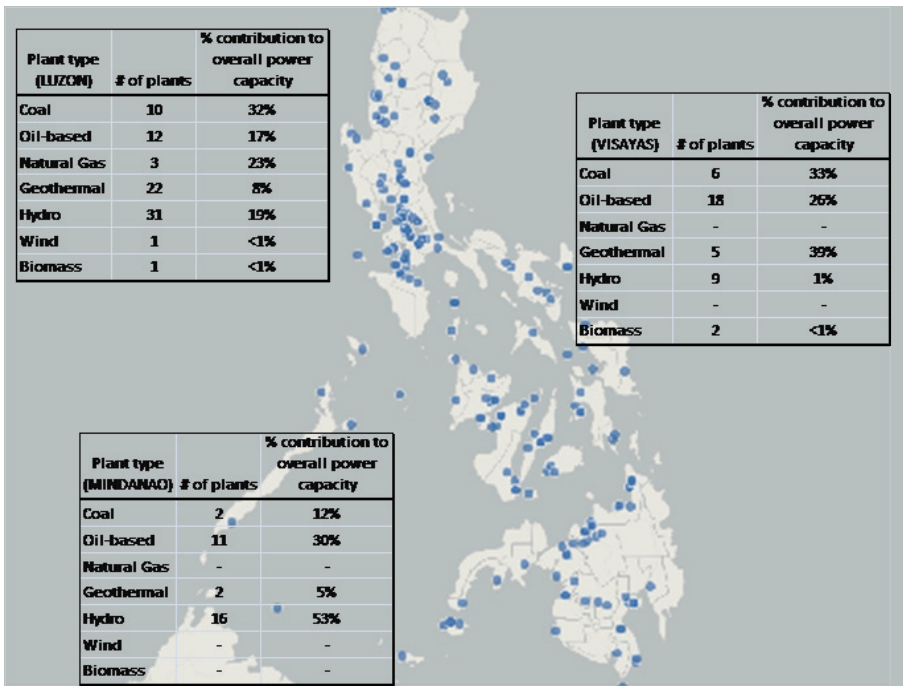 % contribution to
Plant type overall power
(LUZON) # of plants capacity
Coal 10 32%
Oil-based 12 17%
Natural Gas 3 23%
Geothermal 22 8%
Hydro 31 19%
Wind 1 <1%
Biomass 1 <1%
% contribution to
Plant type overall power
(VISAYAS) # of plants capacity
Coal 6 33%
Oil-based 18 26%
Natural Gas - -
Geothermal 5 39%
Hydro 9 1%
Wind - -
Biomass 2 <1%
% contribution to
Plant type overall power
(MINDANAO) # of plants capacity
Coal 2 12%
Oil-based 11 30%
Natural Gas - -
Geothermal 2 5%
Hydro 16 53%
Wind - -
Biomass - -